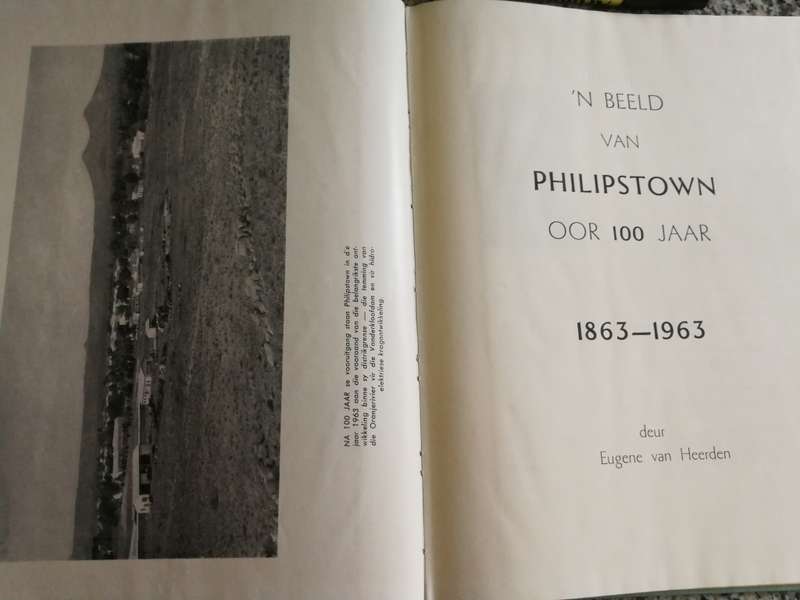 NA 100 JAAR se vooruitgang staan Philipstown in die
jaar 1963 aan die vooraand van die belangrikste ont-
wikkeling binne sy distriksgrense — die temming van
die Oranjerivier vir die Vanderkloofdam en vir hidro-
elektriese kragontwikkeling.
'N BEELD
VAN
PHILIPSTOWN
OOR 100 JAAR
1863—1963
deur
Eugene van Heerden